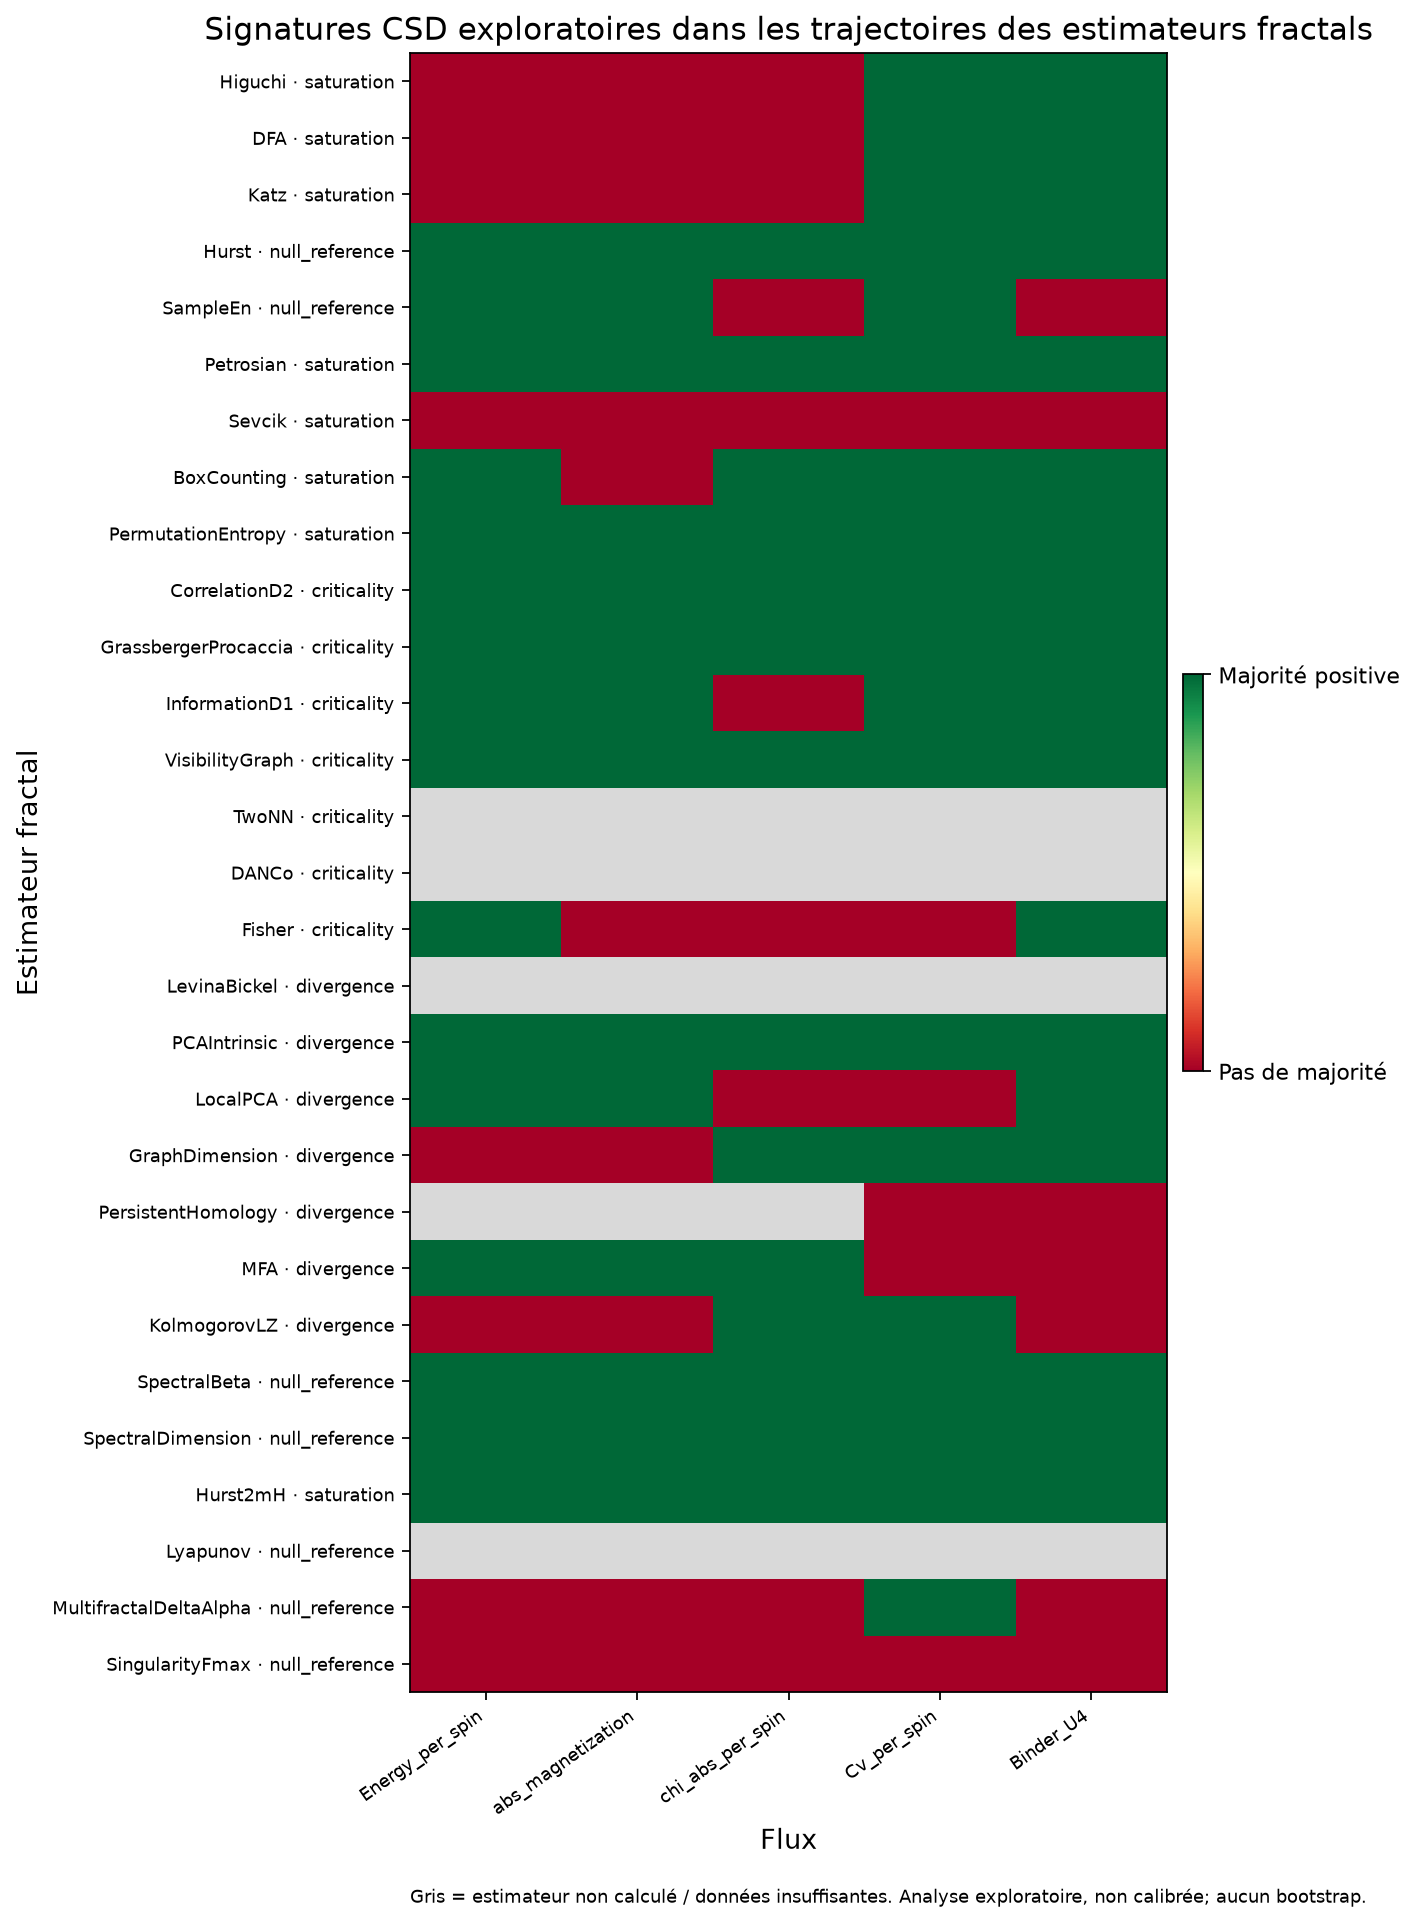 Signatures CSD exploratoires dans les trajectoires des estimateurs fractals
Higuchi · saturation
DFA · saturation
Katz · saturation
Hurst · null_reference
SampleEn · null_reference
Petrosian · saturation
Sevcik · saturation
BoxCounting · saturation
PermutationEntropy · saturation
CorrelationD2 · criticality
GrassbergerProcaccia · criticality
InformationD1 · criticality
VisibilityGraph · criticality
TwoNN · criticality
DANCo · criticality
Fisher · criticality
LevinaBickel · divergence
PCAIntrinsic · divergence
LocalPCA · divergence
GraphDimension · divergence
PersistentHomology · divergence
MFA · divergence
KolmogorovLZ · divergence
SpectralBeta · null_reference
SpectralDimension · null_reference
Hurst2mH · saturation
Lyapunov · null_reference
MultifractalDeltaAlpha · null_reference
SingularityFmax · null_reference
Estimateur fractal
Majorité positive
Pas de majorité
Energy_per_spin
abs_magnetization
chi_abs_per_spin
Cv_per_spin
Binder_U4
Flux
Gris = estimateur non calculé / données insuffisantes. Analyse exploratoire, non calibrée; aucun bootstrap.